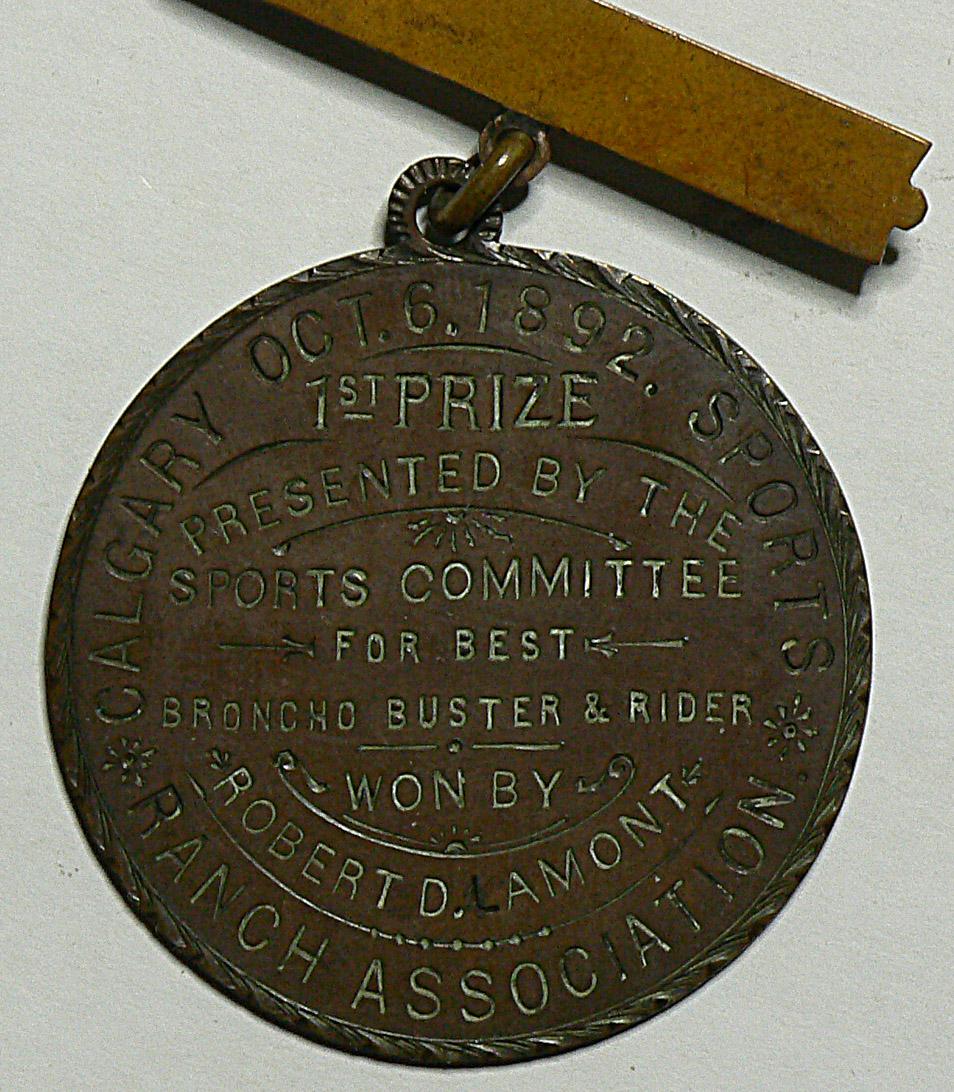 CALGARY OCT. 6. 1892. SPORTS
1ST PRIZE
PRESENTED BY THE
SPORTS COMMITTEE
FOR BEST
BRONCHO BUSTER & RIDER
WON BY
ROBERT D. LAMONT
RANCH ASSOCIATION.